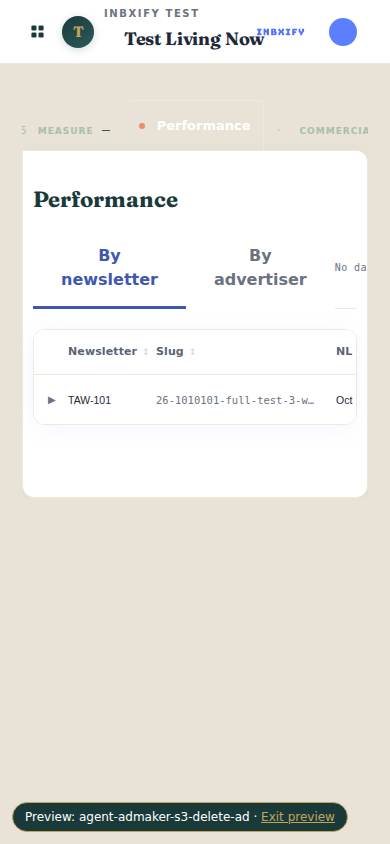 INBXIFY TEST
T
Test Living Now
INBXIFY
5 MEASURE —
Performance
· COMMERCIA
Performance
By newsletter
By advertiser
No da
Newsletter ↕ Slug ↕ NL
▶ TAW-101 26-1010101-full-test-3-w… Oct
Preview: agent-admaker-s3-delete-ad · Exit preview